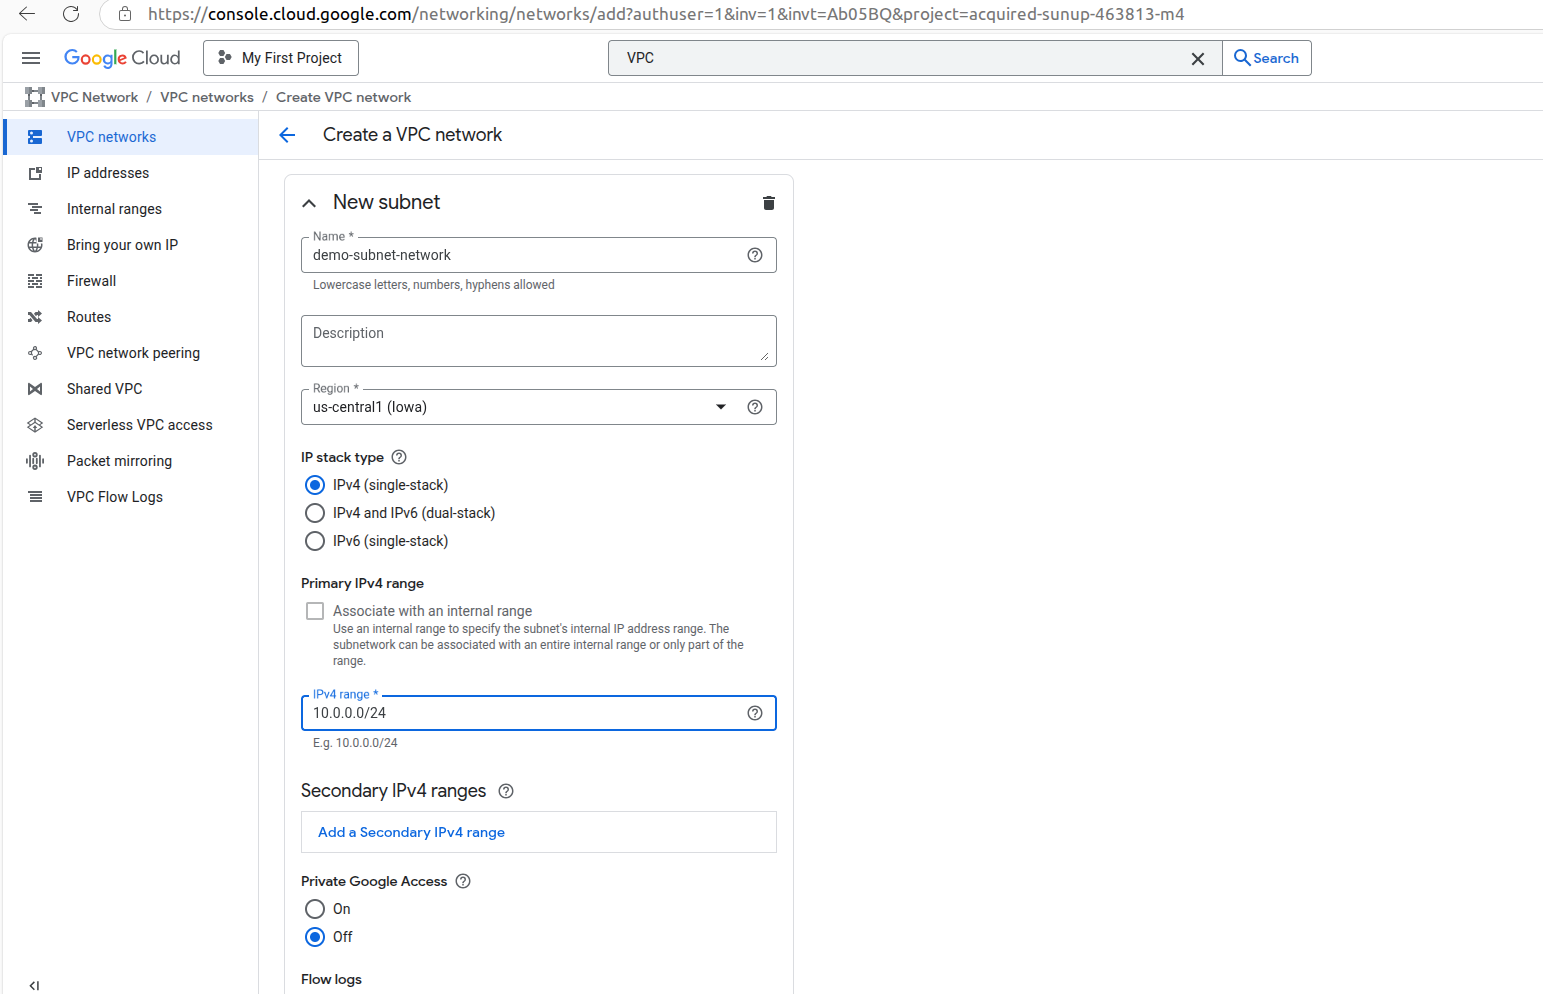 https://console.cloud.google.com/networking/networks/add?authuser=1&inv=1&invt=Ab05BQ&project=acquired-sunup-463813-m4
Google Cloud
My First Project
VPC
Search
VPC Network / VPC networks / Create VPC network
VPC networks
IP addresses
Internal ranges
Bring your own IP
Firewall
Routes
VPC network peering
Shared VPC
Serverless VPC access
Packet mirroring
VPC Flow Logs
Create a VPC network
New subnet
Name *
demo-subnet-network
Lowercase letters, numbers, hyphens allowed
Description
Region *
us-central1 (Iowa)
IP stack type
IPv4 (single-stack)
IPv4 and IPv6 (dual-stack)
IPv6 (single-stack)
Primary IPv4 range
Associate with an internal range
Use an internal range to specify the subnet's internal IP address range. The
subnetwork can be associated with an entire internal range or only part of the
range.
IPv4 range *
10.0.0.0/24
E.g. 10.0.0.0/24
Secondary IPv4 ranges
Add a Secondary IPv4 range
Private Google Access
On
Off
Flow logs